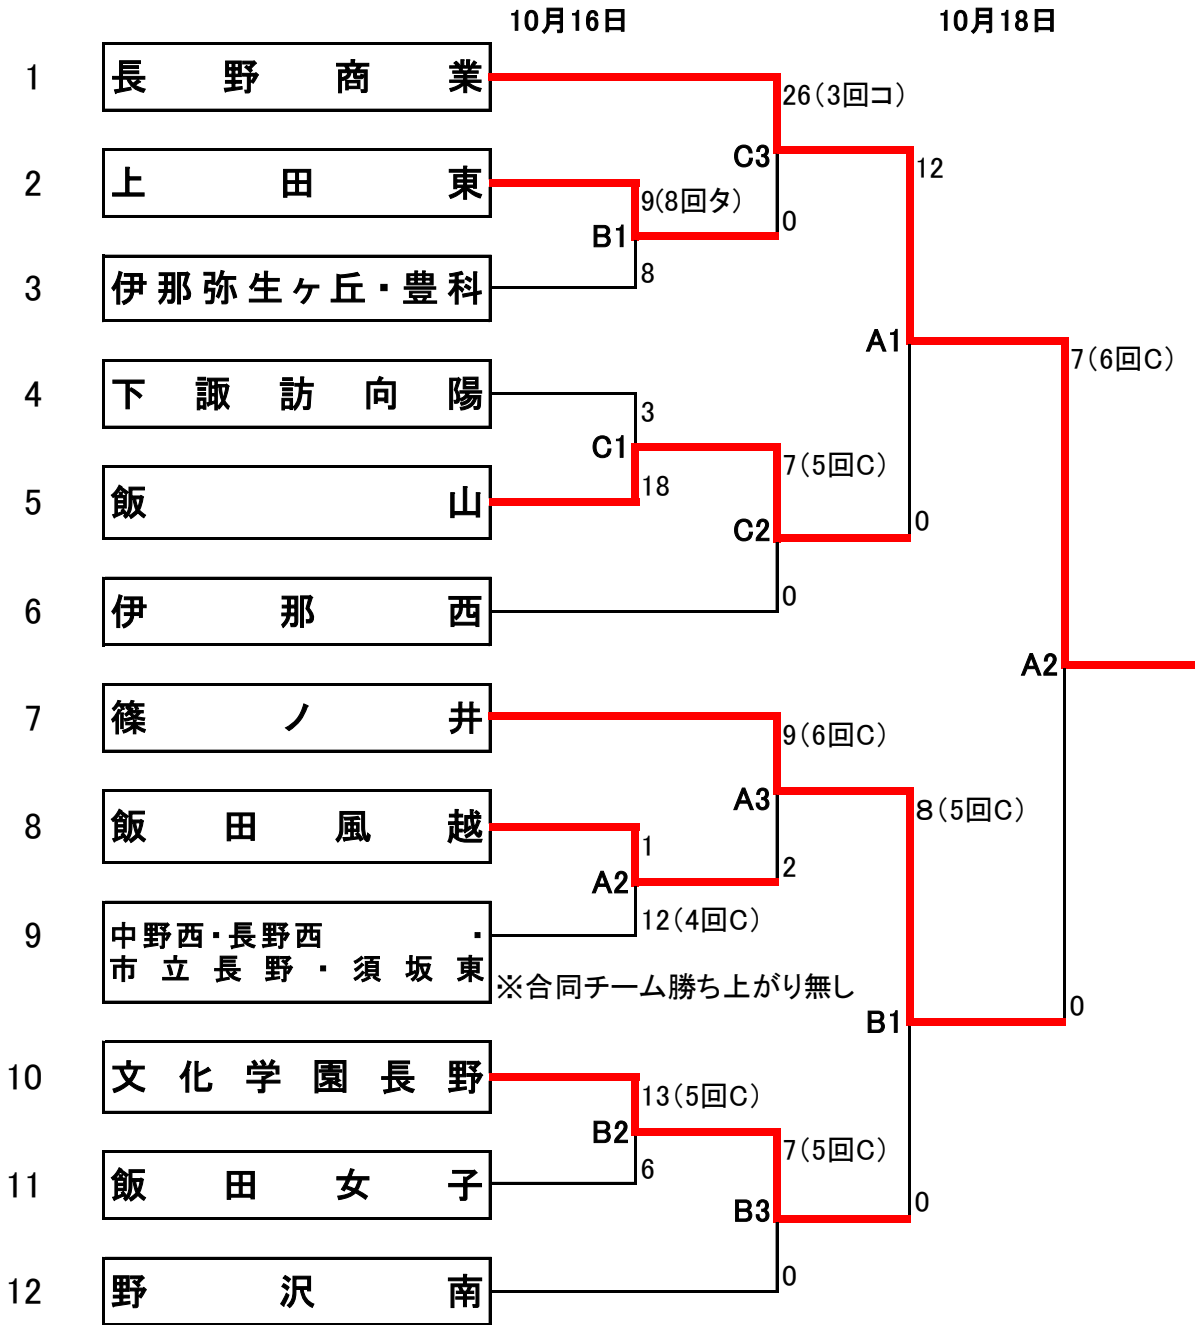 10月16日
10月18日
1
長野商業
26(3回コ)
C3
12
2
上田東
9(8回タ)
0
B1
3
伊那弥生ヶ丘・豊科
8
A1
7(6回C)
4
下諏訪向陽
3
C1
7(5回C)
5
飯山
18
0
C2
6
伊那西
0
A2
7
篠ノ井
9(6回C)
A3
8(5回C)
8
飯田風越
1
2
A2
12(4回C)
9
中野西・長野西・
市立長野・須坂東
※合同チーム勝ち上がり無し
0
B1
10
文化学園長野
13(5回C)
B2
7(5回C)
11
飯田女子
6
0
B3
0
12
野沢南